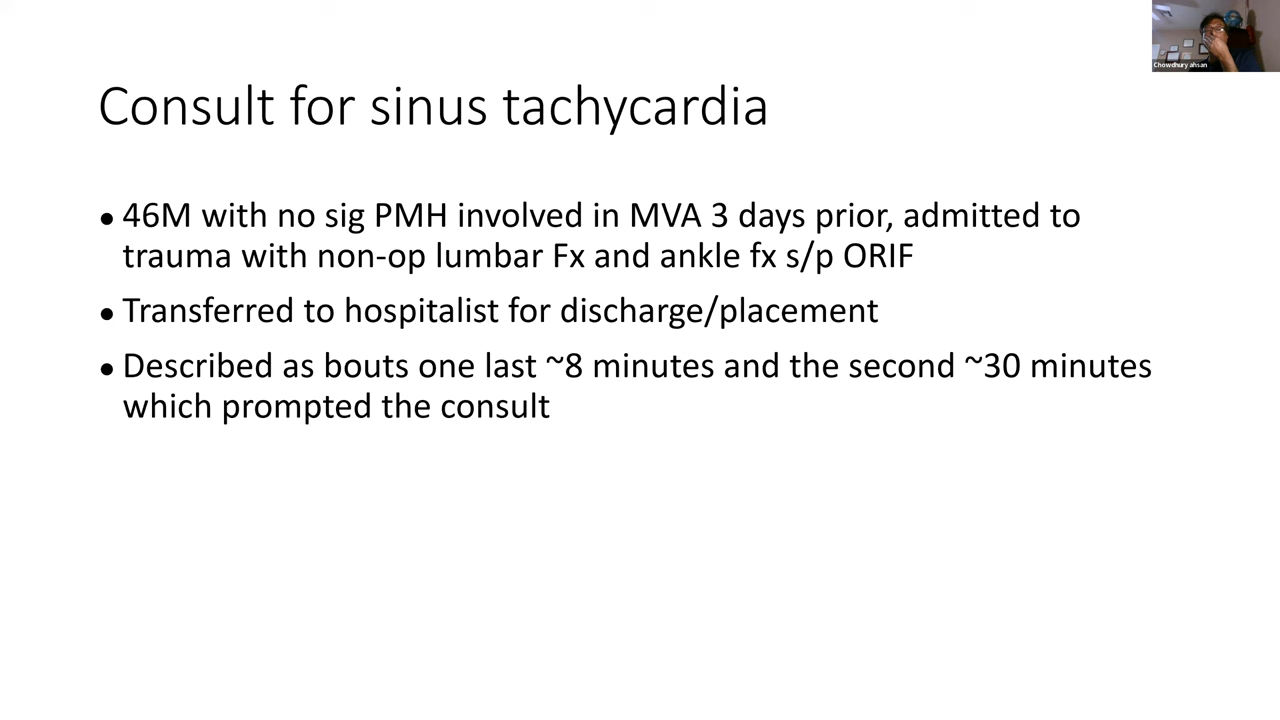 Chowdhury ahsan
Consult for sinus tachycardia
● 46M with no sig PMH involved in MVA 3 days prior, admitted to
trauma with non-op lumbar Fx and ankle fx s/p ORIF
● Transferred to hospitalist for discharge/placement
● Described as bouts one last ~8 minutes and the second ~30 minutes
which prompted the consult